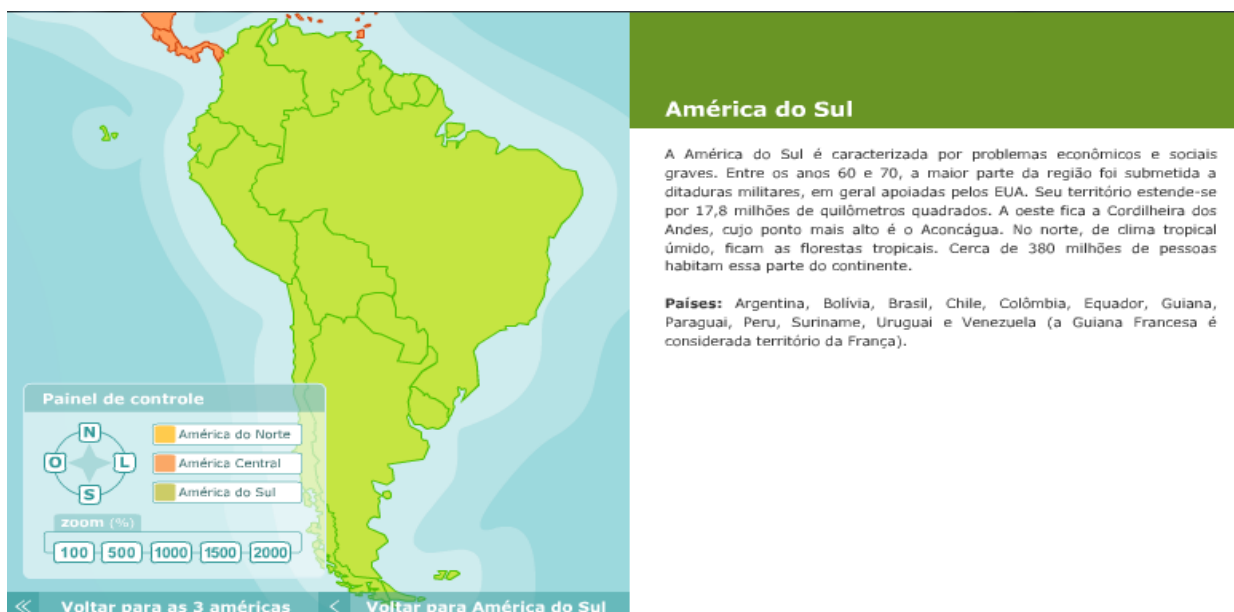 América do Sul
A América do Sul é caracterizada por problemas econômicos e sociais
graves. Entre os anos 60 e 70, a maior parte da região foi submetida a
ditaduras militares, em geral apoiadas pelos EUA. Seu território estende-se
por 17,8 milhões de quilômetros quadrados. A oeste fica a Cordilheira dos
Andes, cujo ponto mais alto é o Aconcágua. No norte, de clima tropical
úmido, ficam as florestas tropicais. Cerca de 380 milhões de pessoas
habitam essa parte do continente.
Países: Argentina, Bolívia, Brasil, Chile, Colômbia, Equador, Guiana,
Paraguai, Peru, Suriname, Uruguai e Venezuela (a Guiana Francesa é
considerada território da França).
Painel de controle
N
O
L
S
América do Norte
América Central
América do Sul
zoom (%)
100 500 1000 1500 2000
<< Voltar para as 3 américas
< Voltar para América do Sul